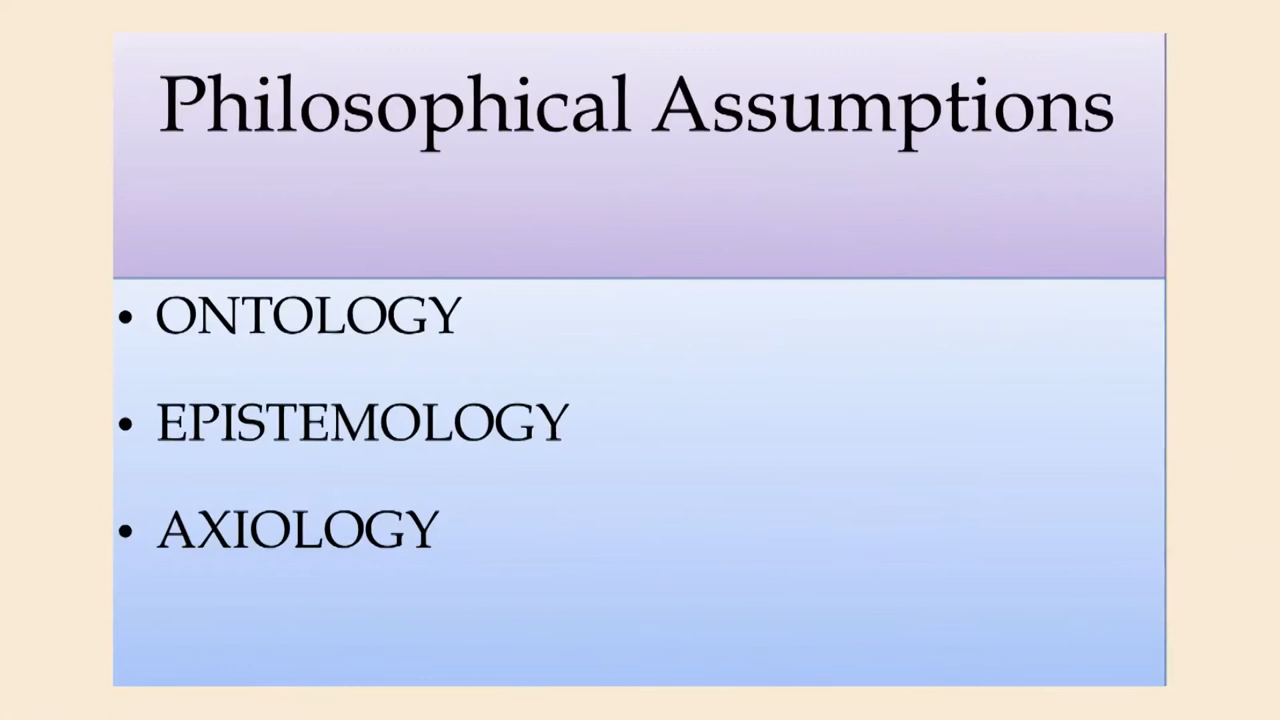 Philosophical Assumptions
• ONTOLOGY
• EPISTEMOLOGY
• AXIOLOGY